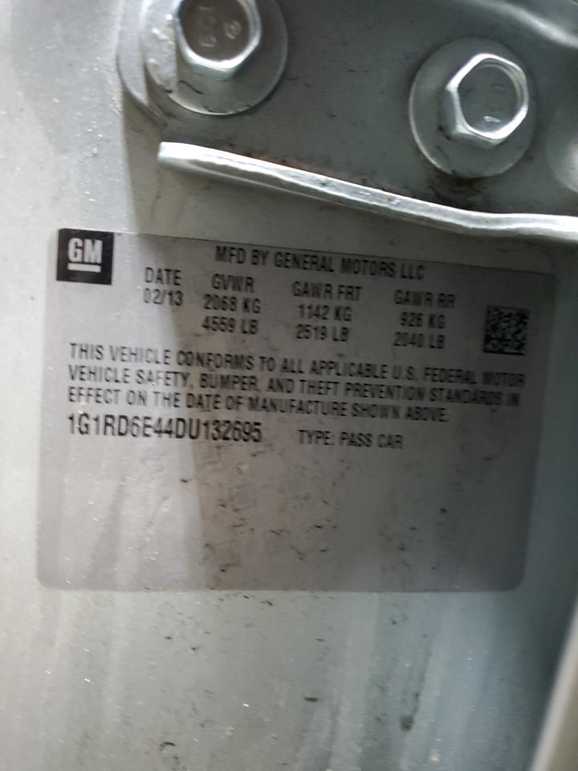 GM
MFD BY GENERAL MOTORS LLC
DATE GVWR GAWR FRT GAWR RR
02/13 2068 KG 1142 KG 926 KG
4559 LB 2519 LB 2040 LB
THIS VEHICLE CONFORMS TO ALL APPLICABLE U.S. FEDERAL MOTOR
VEHICLE SAFETY, BUMPER, AND THEFT PREVENTION STANDARDS IN
EFFECT ON THE DATE OF MANUFACTURE SHOWN ABOVE.
1G1RD6E44DU132695 TYPE: PASS CAR